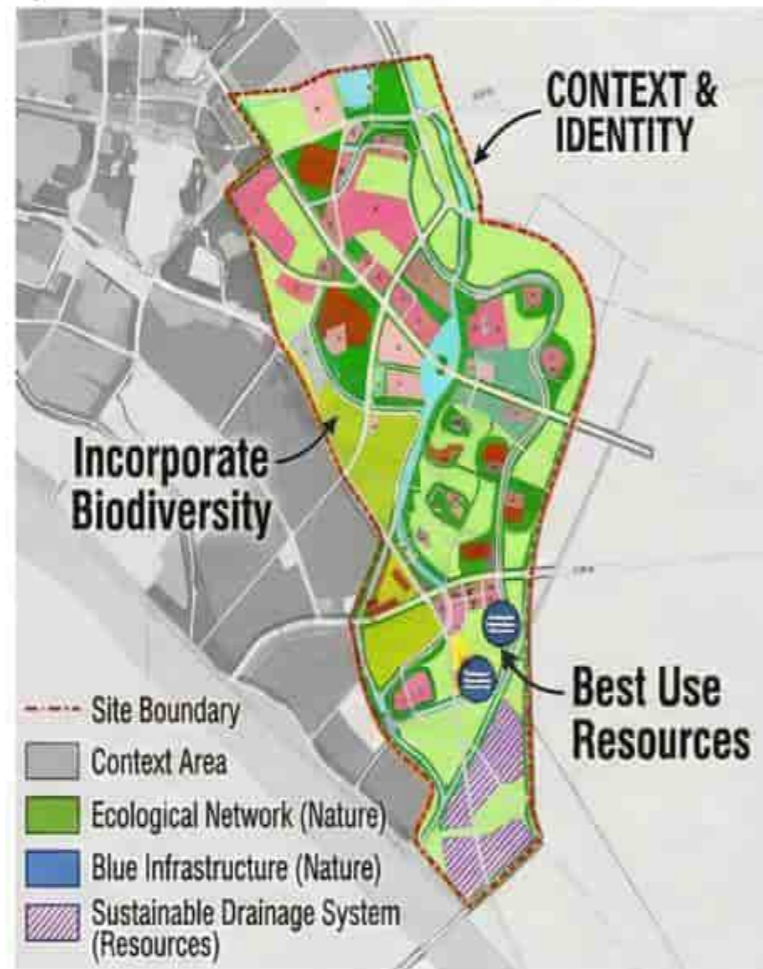 CONTEXT &
IDENTITY
Incorporate
Biodiversity
Best Use
Resources
Site Boundary
Context Area
Ecological Network (Nature)
Blue Infrastructure (Nature)
Sustainable Drainage System
(Resources)